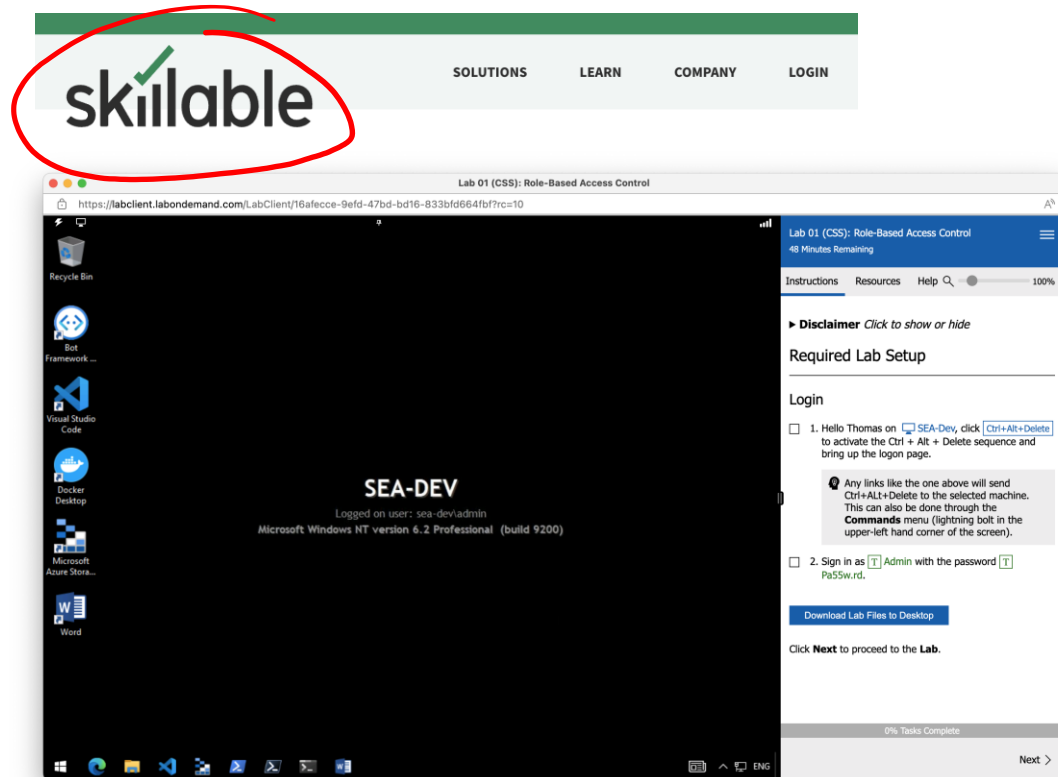 skillable
SOLUTIONS LEARN COMPANY LOGIN
Lab 01 (CSS): Role-Based Access Control
https://labclient.labondemand.com/LabClient/16afecce-9efd-47bd-bd16-833bfd664fbf?rc=10
Recycle Bin
Bot
Framework ...
Visual Studio
Code
Docker
Desktop
Microsoft
Azure Stora...
Word
SEA-DEV
Logged on user: sea-dev\admin
Microsoft Windows NT version 6.2 Professional (build 9200)
ENG
Lab 01 (CSS): Role-Based Access Control
48 Minutes Remaining
Instructions Resources Help 100%
Disclaimer Click to show or hide
Required Lab Setup
Login
1. Hello Thomas on SEA-Dev, click Ctrl+Alt+Delete
to activate the Ctrl + Alt + Delete sequence and
bring up the logon page.
Any links like the one above will send
Ctrl+ALt+Delete to the selected machine.
This can also be done through the
Commands menu (lightning bolt in the
upper-left hand corner of the screen).
2. Sign in as T Admin with the password T
Pa55w.rd.
Download Lab Files to Desktop
Click Next to proceed to the Lab.
0% Tasks Complete
Next >